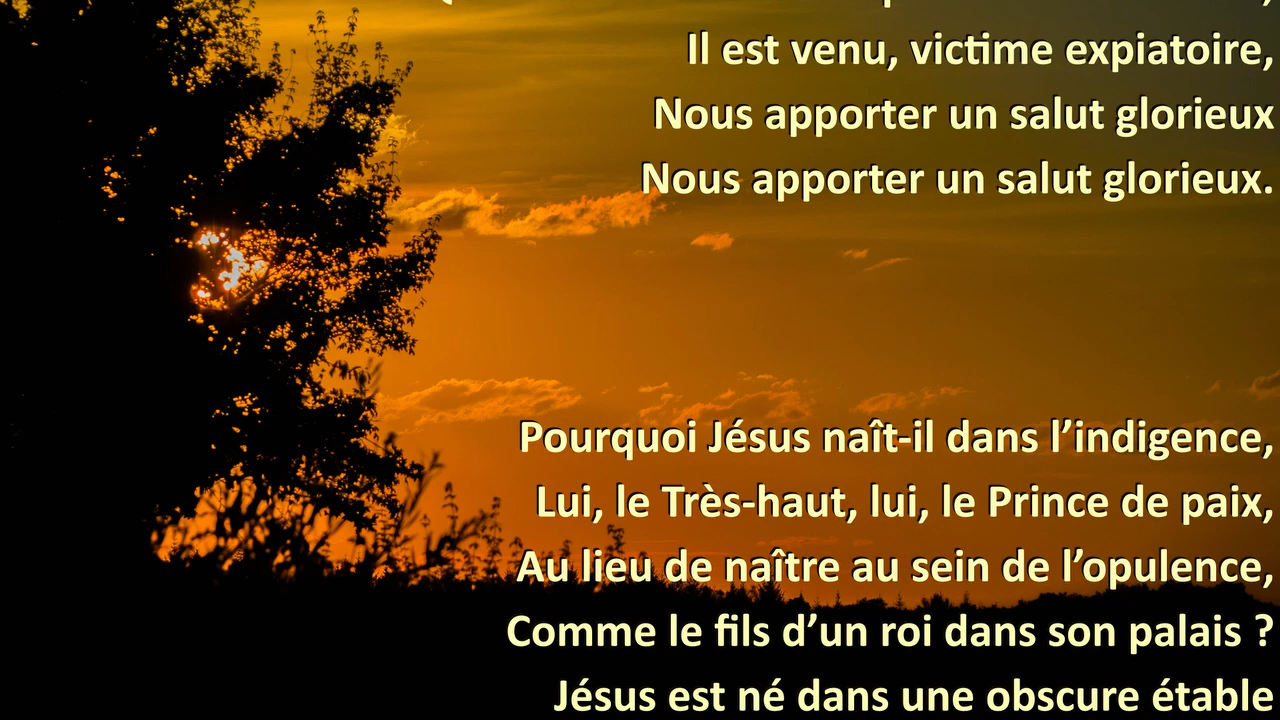 Il est venu, victime expiatoire,
Nous apporter un salut glorieux
Nous apporter un salut glorieux.
Pourquoi Jésus naît-il dans l’indigence,
Lui, le Très-haut, lui, le Prince de paix,
Au lieu de naître au sein de l’opulence,
Comme le fils d’un roi dans son palais ?
Jésus est né dans une obscure étable